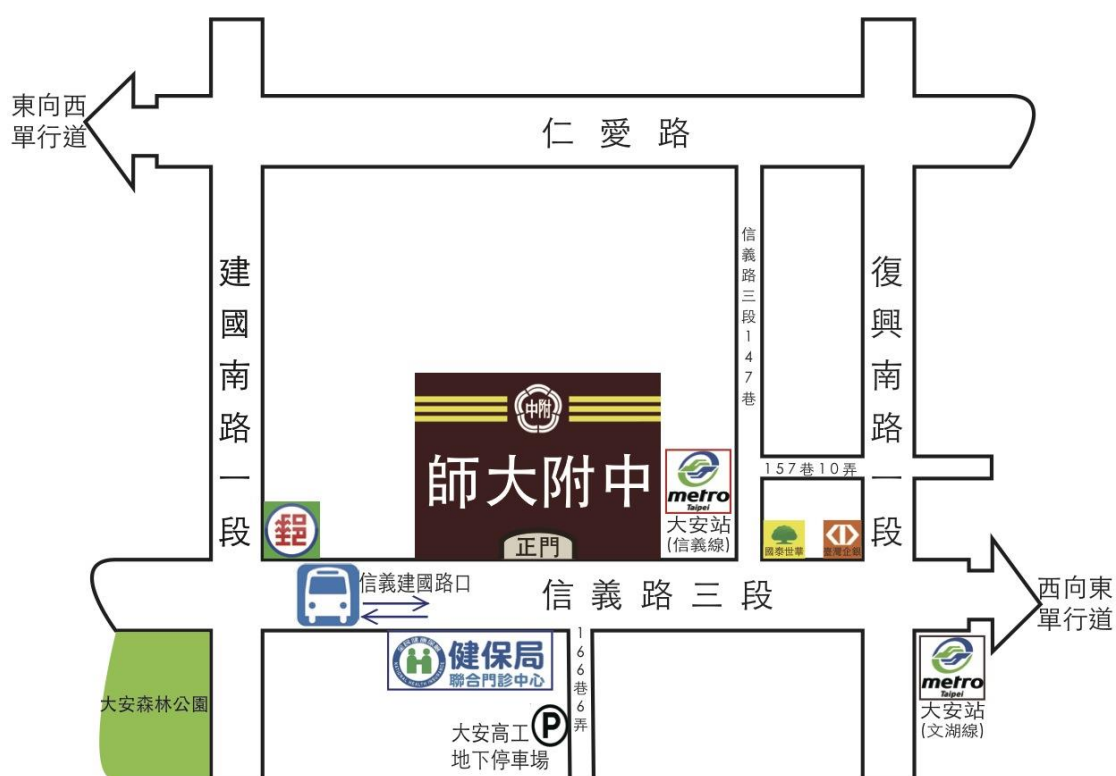 東向西
單行道
仁愛路
建國南路一段
信義路三段147巷
復興南路一段
中附
師大附中
正門
郵
metro
Taipei
大安站
(信義線)
157巷10弄
國泰世華
臺灣企銀
信義建國路口
信義路三段
西向東
單行道
健保局
聯合門診中心
166巷6弄
大安森林公園
大安高工
地下停車場
P
metro
Taipei
大安站
(文湖線)